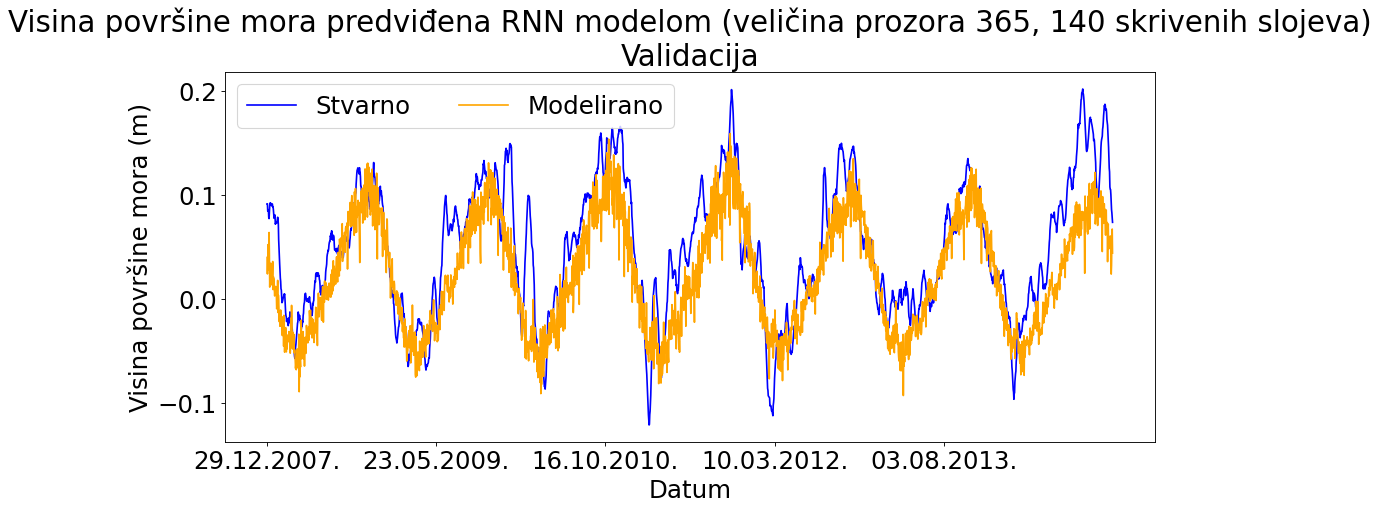 Visina površine mora predviđena RNN modelom (veličina prozora 365, 140 skrivenih slojeva)
Validacija
Stvarno Modelirano
Visina površine mora (m)
0.2
0.1
0.0
−0.1
29.12.2007. 23.05.2009. 16.10.2010. 10.03.2012. 03.08.2013.
Datum